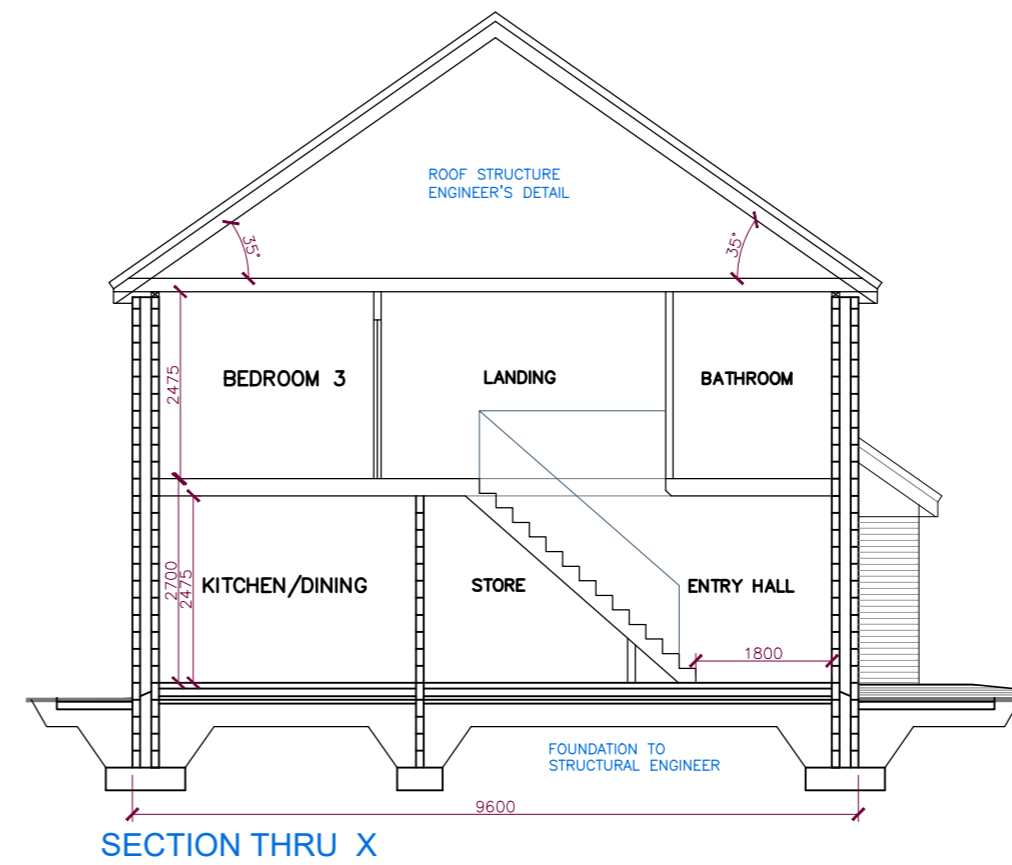 ROOF STRUCTURE
ENGINEER'S DETAIL
35°
35°
2475
BEDROOM 3
LANDING
BATHROOM
2700
2475
KITCHEN/DINING
STORE
ENTRY HALL
1800
FOUNDATION TO
STRUCTURAL ENGINEER
9600
SECTION THRU X